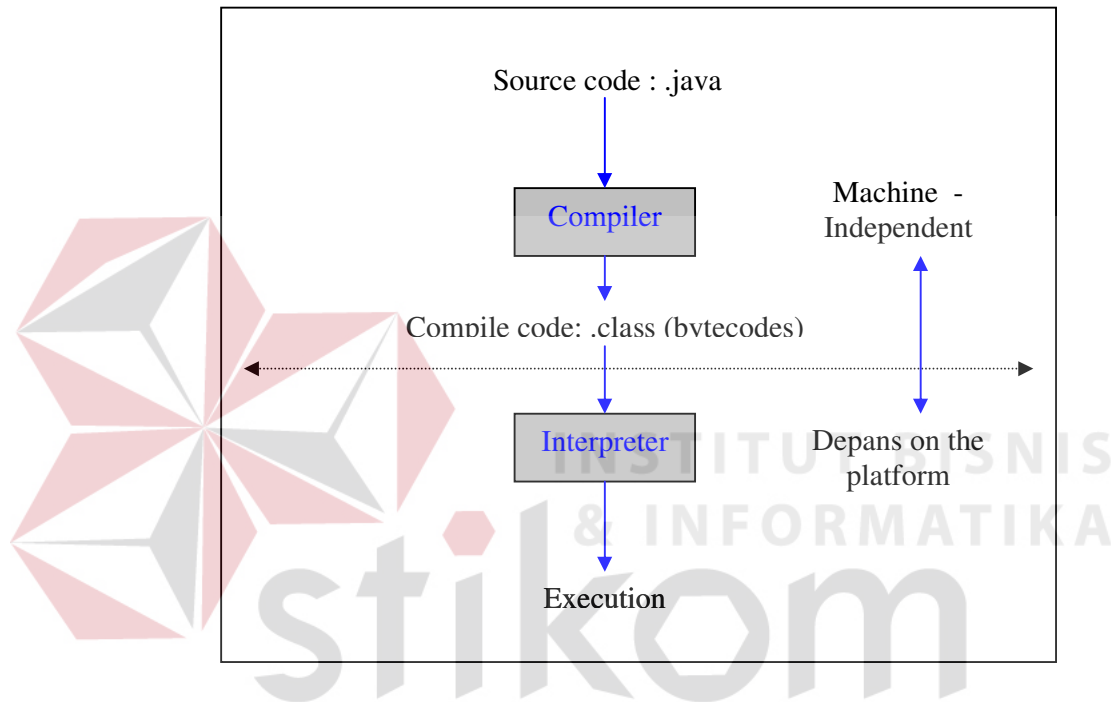 Source code : .java
Compiler
Machine -
Independent
Compile code: .class (bytecodes)
Interpreter
Depans on the
platform
Execution
INSTITUT BISNIS
& INFORMATIKA
stikom